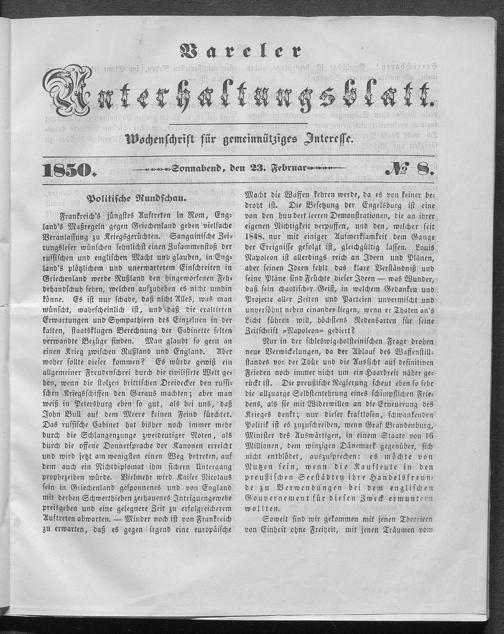 Vareler
Unterhaltungsblatt.
Wochenschrift für gemeinnütziges Interesse.
1850.
Sonnabend, den 23. Februar
№ 8.
Politische Rundschau.
Frankreich's jüngstes Auftreten in Rom, Eng-
land's Maßregeln gegen Griechenland geben vielfache
Veranlassung zu Kriegsgerüchten. Sanguinische Zei-
tungsleser wünschen sehnlichst einen Zusammenstoß der
russischen und englischen Macht und glauben, in Eng-
land's plötzlichem und unerwartetem Einschreiten in
Griechenland werde Rußland den hingeworfenen Feh-
dehandschuh sehen, welchen aufzuheben es nicht umhin
könne. Es ist nur schade, daß nicht Alles, was man
wünscht, wahrscheinlich ist, und daß die exaltirten
Erwartungen und Sympathieen des Einzelnen in der
kalten, staatsklugen Berechnung der Cabinette selten
verwandte Bezüge finden. Man glaubt so gern an
einen Krieg zwischen Rußland und England. Aber
woher sollte dieser kommen? Es würde gewiß ein
allgemeiner Freudenschrei durch die civilisirte Welt ge-
hen, wenn die stolzen brittischen Dreidecker den russi-
schen Kriegsschiffen den Garaus machten; aber man
weiß in Petersburg eben so gut, als bei uns, daß
John Bull auf dem Meere keinen Feind fürchtet.
Das russische Cabinet hat bisher noch immer mehr
durch die Schlangenzunge zweideutiger Noten, als
durch die offene Donnersprache der Kanonen erreicht
und wird jetzt am wenigsten einen Weg betreten, auf
dem auch ein Nichtdiplomat ihm sichern Untergang
prophezeihen würde. Vielmehr wird Kaiser Nicolaus
sein in Griechenland gesponnenes und von England
mit derben Schwerthieben zerhauenes Intriguengewebe
preisgeben und eine gelegnere Zeit zu erfolgreicherem
Auftreten abwarten. — Minder noch ist von Frankreich
zu erwarten, daß es gegen irgend eine europäische
Macht die Waffen kehren werde, da es von keiner be-
droht ist. Die Besetzung der Engelsburg ist eine
von den hundert leeren Demonstrationen, die an ihrer
eigenen Nichtigkeit verpuffen, und den, welcher seit
1848. nur mit einiger Aufmerksamkeit dem Gange
der Ereignisse gefolgt ist, gleichgültig lassen. Louis
Napoleon ist allerdings reich an Ideen und Plänen,
aber seinen Ideen fehlt das klare Verständniß und
seine Pläne sind Früchte dieser Ideen — was Wunder,
daß sein chaotischer Geist, in welchem Gedanken und
Projecte aller Zeiten und Parteien unvermischt und
unversöhnt neben einander liegen, wenn er Thaten an's
Licht führen will, höchstens Redensarten für seine
Zeitschrift »Napoleon« gebiert?
Nur in der schleswig-holsteinischen Frage drohen
neue Verwickelungen, da der Ablauf des Waffenstill-
standes vor der Thür und die Aussicht auf definitiven
Frieden noch immer nicht um ein Haarbreit näher ge-
rückt ist. Die preußische Regierung scheut eben so sehr
die allzuarge Selbstentehrung eines schimpflichen Frie-
dens, als sie mit Widerwillen an die Erneuerung des
Krieges denkt; nur dieser kraftlosen, schwankenden
Politik ist es zuzuschreiben, wenn Graf Brandenburg,
Minister des Auswärtigen, in einem Staate von 16
Millionen, dem winzigen Dänemark gegenüber, sich
nicht entblödet, auszusprechen: es möchte von
Nutzen sein, wenn die Kaufleute in den
preußischen Seestädten ihre Handelsfreun-
de zu Verwendungen bei dem englischen
Gouvernement für diesen Zweck ermuntern
wollten.
Soweit sind wir gekommen mit jenen Theorieen
von Einheit ohne Freiheit, mit jenen Träumen vom